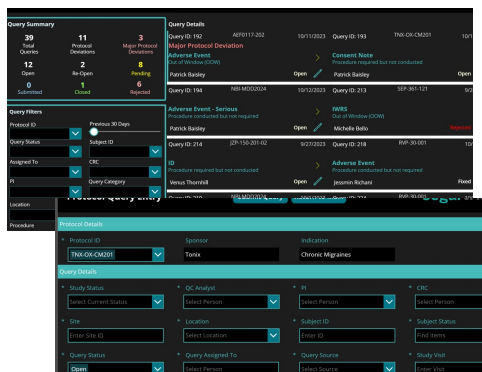 Query Summary
39
Total Queries
11
Protocol Deviations
3
Major Protocol Deviations
12
Open
2
Re-Open
8
Pending
0
Submitted
1
Closed
6
Rejected
Query Filters
Protocol ID
Previous 30 Days
Query Status
Subject ID
Assigned To
CRC
PI
Query Category
Location
Procedure
Query Details
Query ID: 192 AEF0117-202 10/11/2023
Major Protocol Deviation
Adverse Event
Out of Window (OOW)
Patrick Baisley Open
Query ID: 193 TNX-OX-CM201 10/1
Consent Note
Procedure required but not conducted
Patrick Baisley Open
Query ID: 194 NBI-MDD2024 10/12/2023
Adverse Event - Serious
Procedure conducted but not required
Patrick Baisley Open
Query ID: 213 SEP-361-121 9/2
IWRS
Out of Window (OOW)
Michelle Bello Rejected
Query ID: 214 JZP-150-201-02 9/27/2023
ID
Procedure required but not conducted
Venus Thornhill Open
Query ID: 218 RVP-30-001 10/
Adverse Event
Procedure conducted but not required
Jessmin Richani Fixed
Protocol Query Entry
Protocol Details
* Protocol ID
TNX-OX-CM201
Sponsor
Tonix
Indication
Chronic Migraines
Query Details
* Study Status
Select Current Status
* QC Analyst
Select Person
* PI
Select Person
* CRC
Select Person
* Site
Enter Site ID
* Location
Select Location
* Subject ID
Enter ID
* Subject Status
Find items
* Query Status
Open
* Query Assigned To
Select Person
* Query Source
Select Source
* Study Visit
Enter Visit